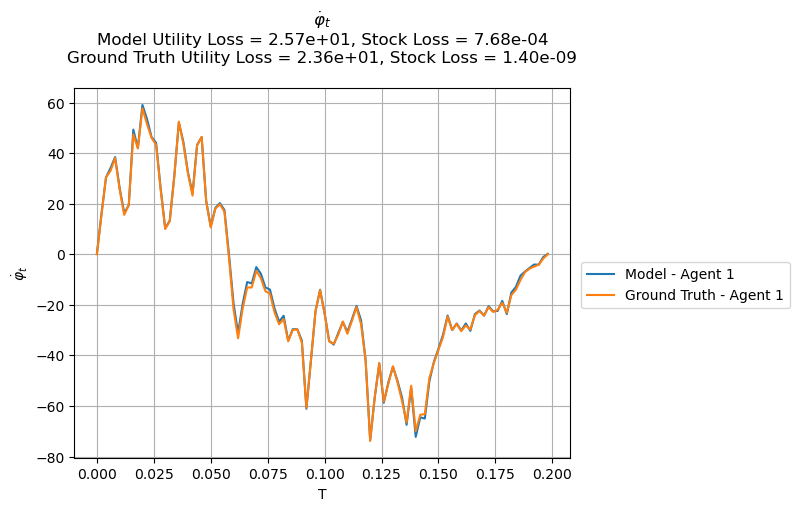 φ̇ₜ
Model Utility Loss = 2.57e+01, Stock Loss = 7.68e-04
Ground Truth Utility Loss = 2.36e+01, Stock Loss = 1.40e-09
60
40
20
0
−20
−40
−60
−80
φ̇ₜ
0.000 0.025 0.050 0.075 0.100 0.125 0.150 0.175 0.200
T
Model - Agent 1
Ground Truth - Agent 1